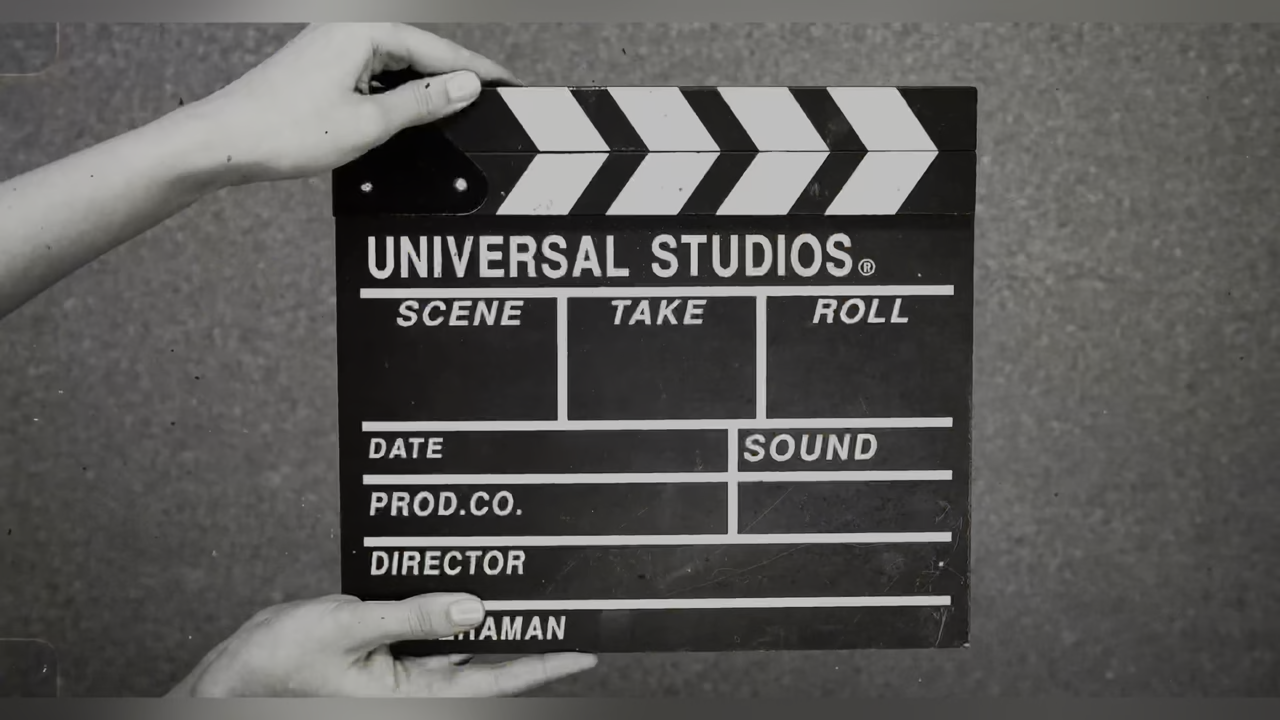 UNIVERSAL STUDIOS®
SCENE TAKE ROLL
DATE SOUND
PROD.CO.
DIRECTOR